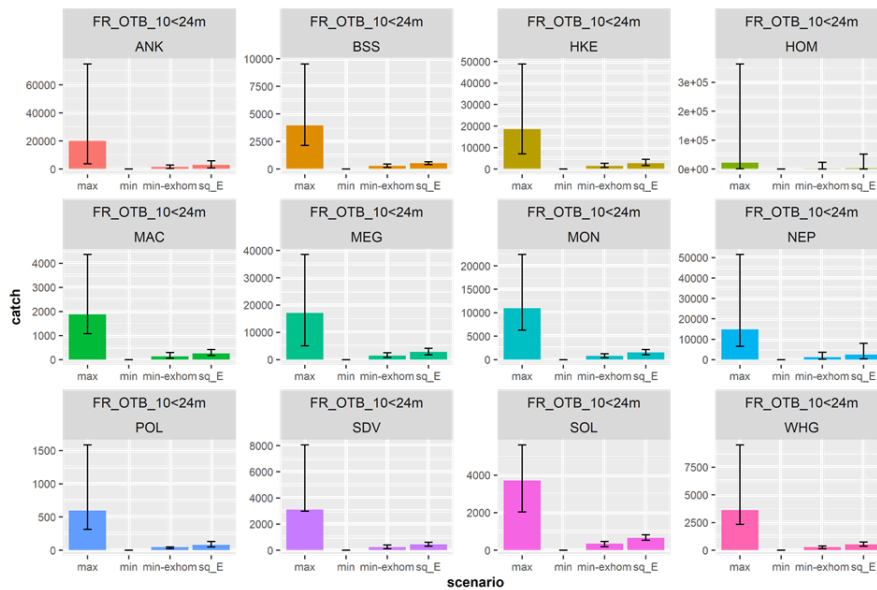 FR_OTB_10<24m FR_OTB_10<24m FR_OTB_10<24m FR_OTB_10<24m
ANK BSS HKE HOM
60000 40000 20000 0
10000 7500 5000 2500 0
50000 40000 30000 20000 10000 0
3e+05 2e+05 1e+05 0e+00
max min min-exhom sq_E max min min-exhom sq_E max min min-exhom sq_E max min min-exhom sq_E
FR_OTB_10<24m FR_OTB_10<24m FR_OTB_10<24m FR_OTB_10<24m
MAC MEG MON NEP
4000 3000 2000 1000 0
40000 30000 20000 10000 0
20000 15000 10000 5000 0
50000 40000 30000 20000 10000 0
max min min-exhom sq_E max min min-exhom sq_E max min min-exhom sq_E max min min-exhom sq_E
catch
FR_OTB_10<24m FR_OTB_10<24m FR_OTB_10<24m FR_OTB_10<24m
POL SDV SOL WHG
1500 1000 500 0
8000 6000 4000 2000 0
4000 2000 0
7500 5000 2500 0
max min min-exhom sq_E max min min-exhom sq_E max min min-exhom sq_E max min min-exhom sq_E
scenario